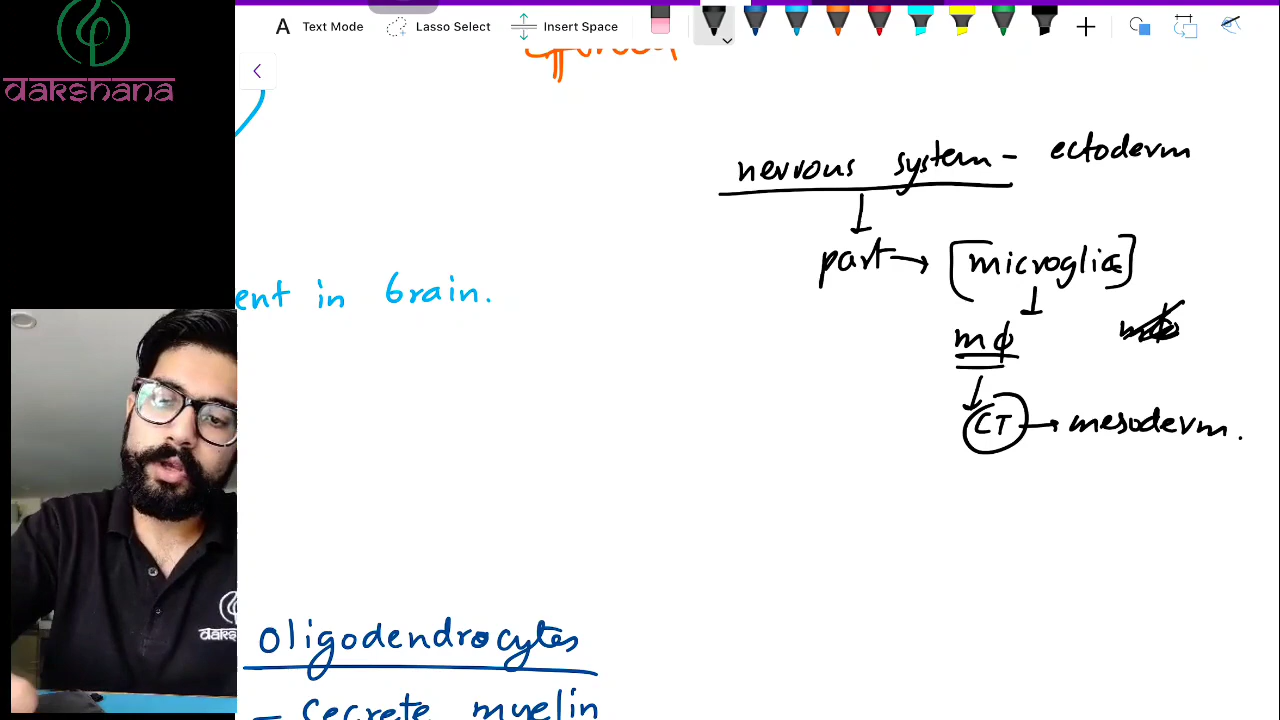 dakshana
Text Mode
Lasso Select
Insert Space
nervous system - ectoderm
part → [microglia]
mϕ
CT → mesoderm.
ent in brain.
oligodendrocytes
- secrete myelin